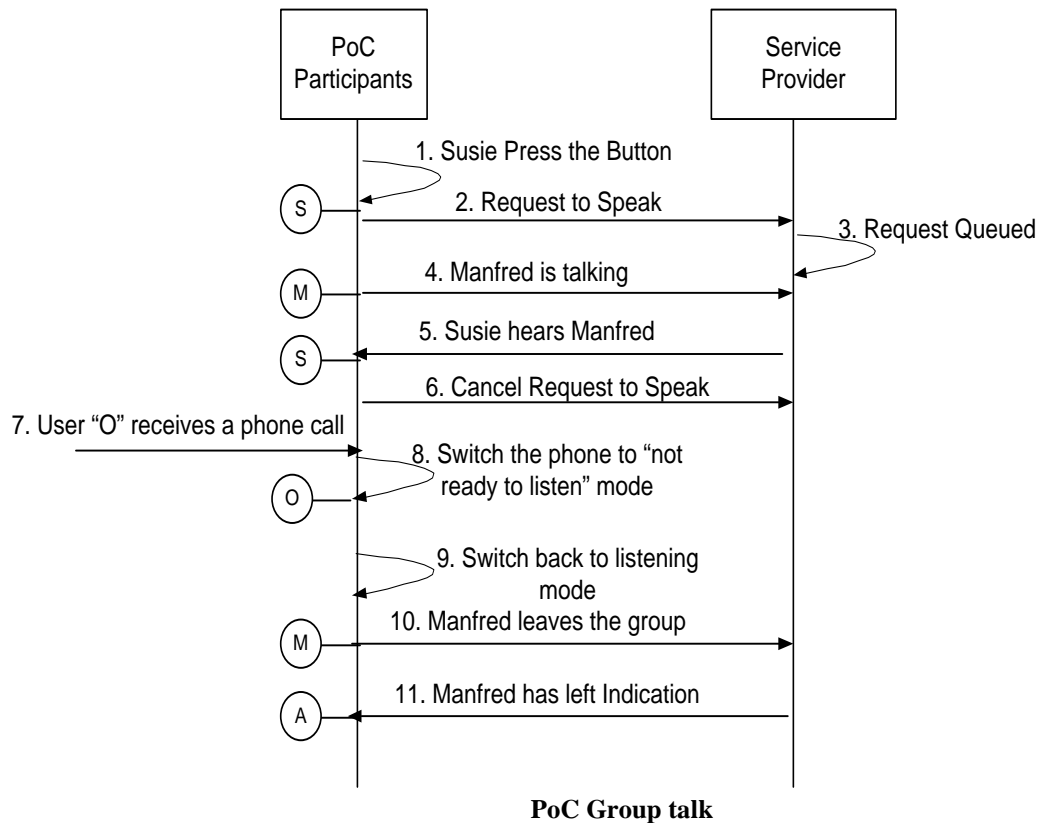 PoC
Participants
Service
Provider
1. Susie Press the Button
S
2. Request to Speak
3. Request Queued
4. Manfred is talking
M
5. Susie hears Manfred
S
6. Cancel Request to Speak
7. User “O” receives a phone call
8. Switch the phone to “not
ready to listen” mode
O
9. Switch back to listening
mode
10. Manfred leaves the group
M
11. Manfred has left Indication
A
PoC Group talk